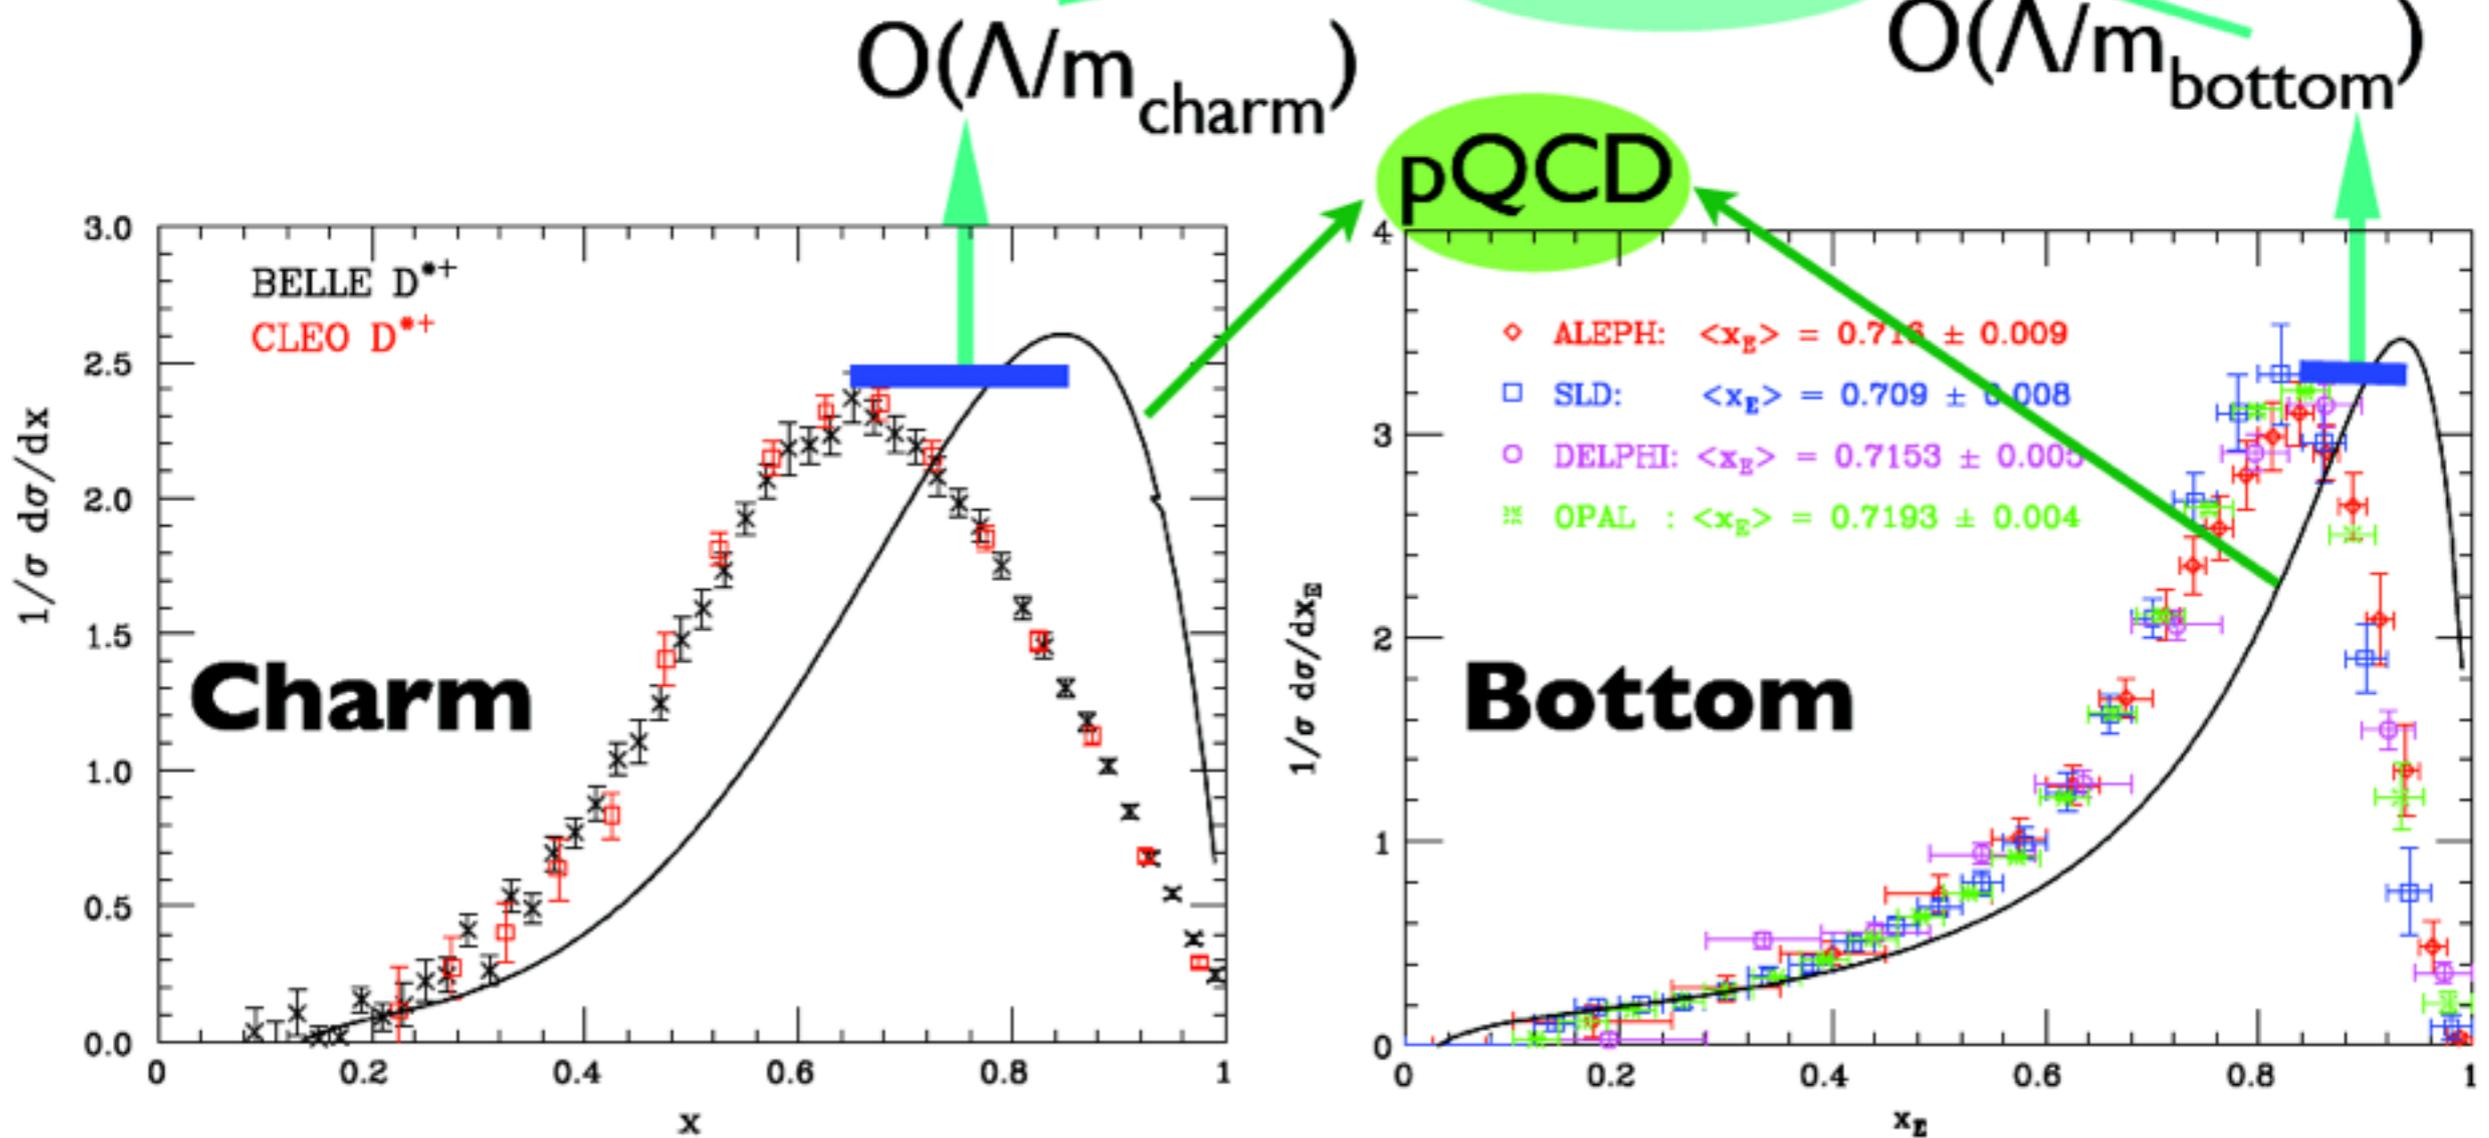 O(Λ/m_charm)
O(Λ/m_bottom)
pQCD
3.0
2.5
2.0
1.5
1.0
0.5
0.0
1/σ dσ/dx
BELLE D*+
CLEO D*+
Charm
0 0.2 0.4 0.6 0.8 1
x
4
3
2
1
0
1/σ dσ/dx_E
ALEPH: <x_E> = 0.716 ± 0.009
SLD: <x_E> = 0.709 ± 0.008
DELPHI: <x_E> = 0.7153 ± 0.005
OPAL : <x_E> = 0.7193 ± 0.004
Bottom
0 0.2 0.4 0.6 0.8 1
x_E